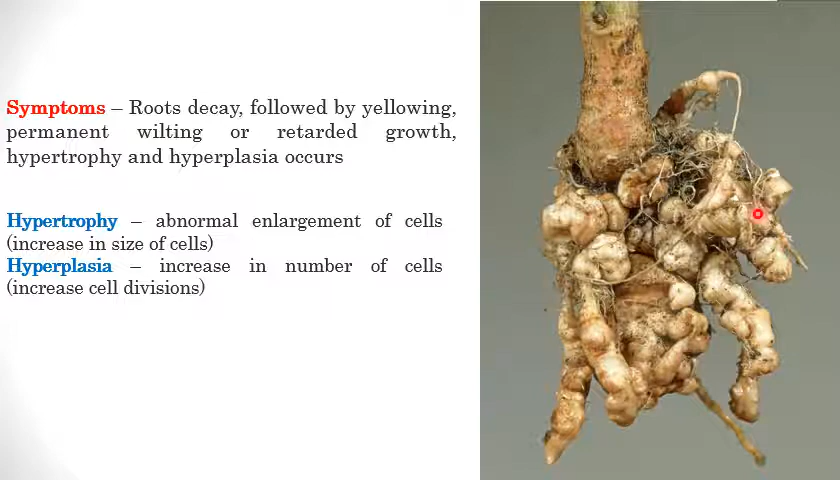 Symptoms – Roots decay, followed by yellowing,
permanent wilting or retarded growth,
hypertrophy and hyperplasia occurs
Hypertrophy – abnormal enlargement of cells
(increase in size of cells)
Hyperplasia – increase in number of cells
(increase cell divisions)